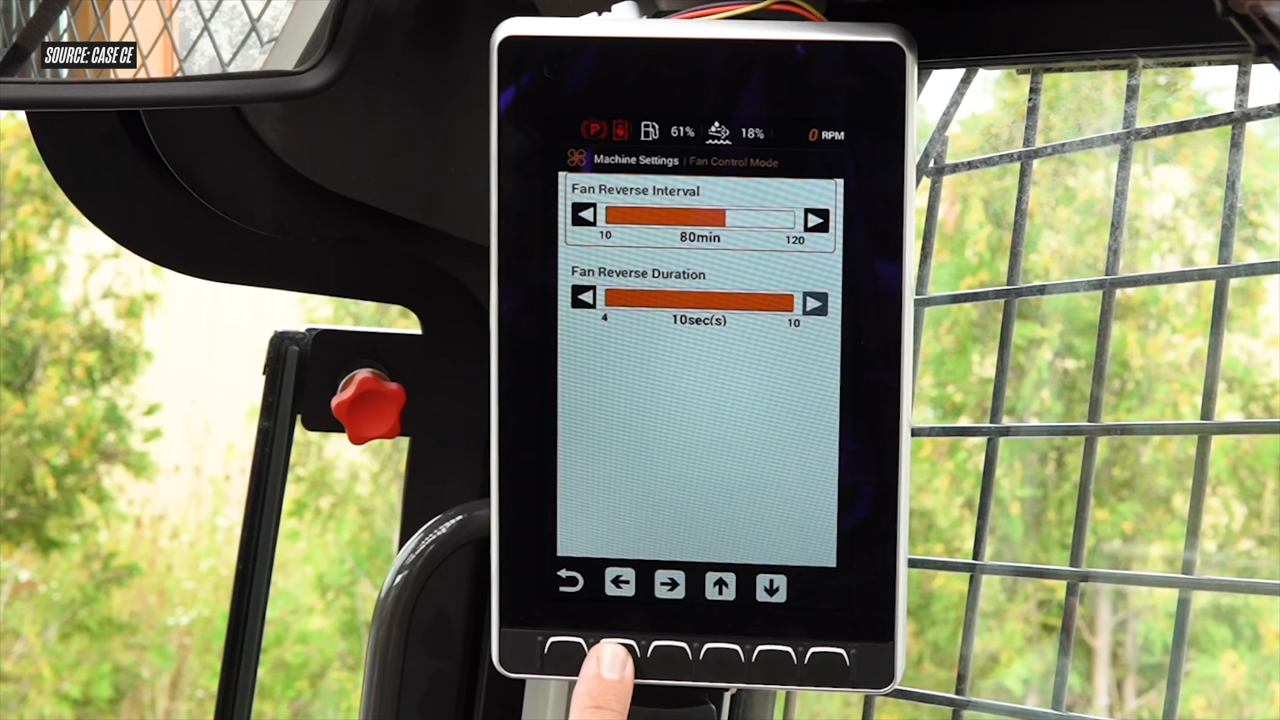 SOURCE: CASE CE
P 61% 18% 0 RPM
Machine Settings | Fan Control Mode
Fan Reverse Interval
10 80min 120
Fan Reverse Duration
4 10sec(s) 10